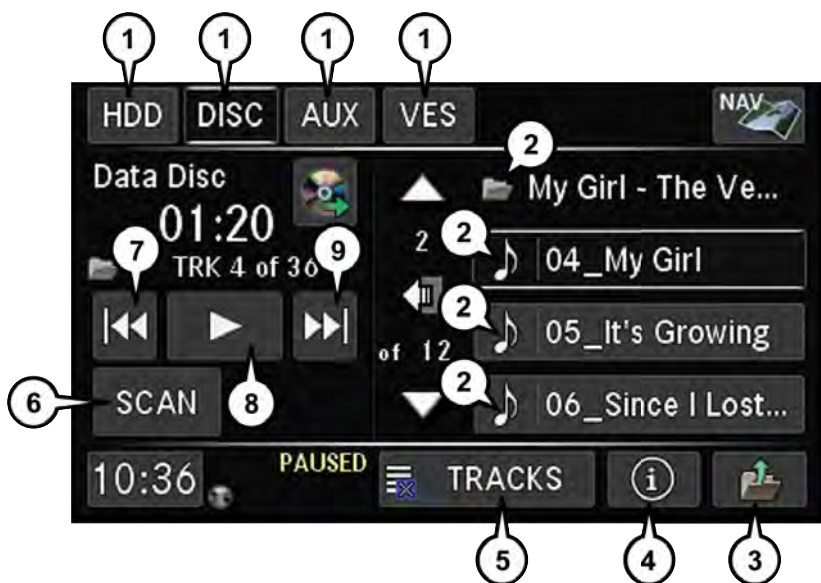 1 1 1 1
HDD DISC AUX VES NAV
2
Data Disc
My Girl - The Ve...
01:20
7 9 2 2
TRK 4 of 36
04_My Girl
2
05_It's Growing
of 12
2
6 SCAN 8
06_Since I Lost...
10:36 PAUSED TRACKS i
5 4 3